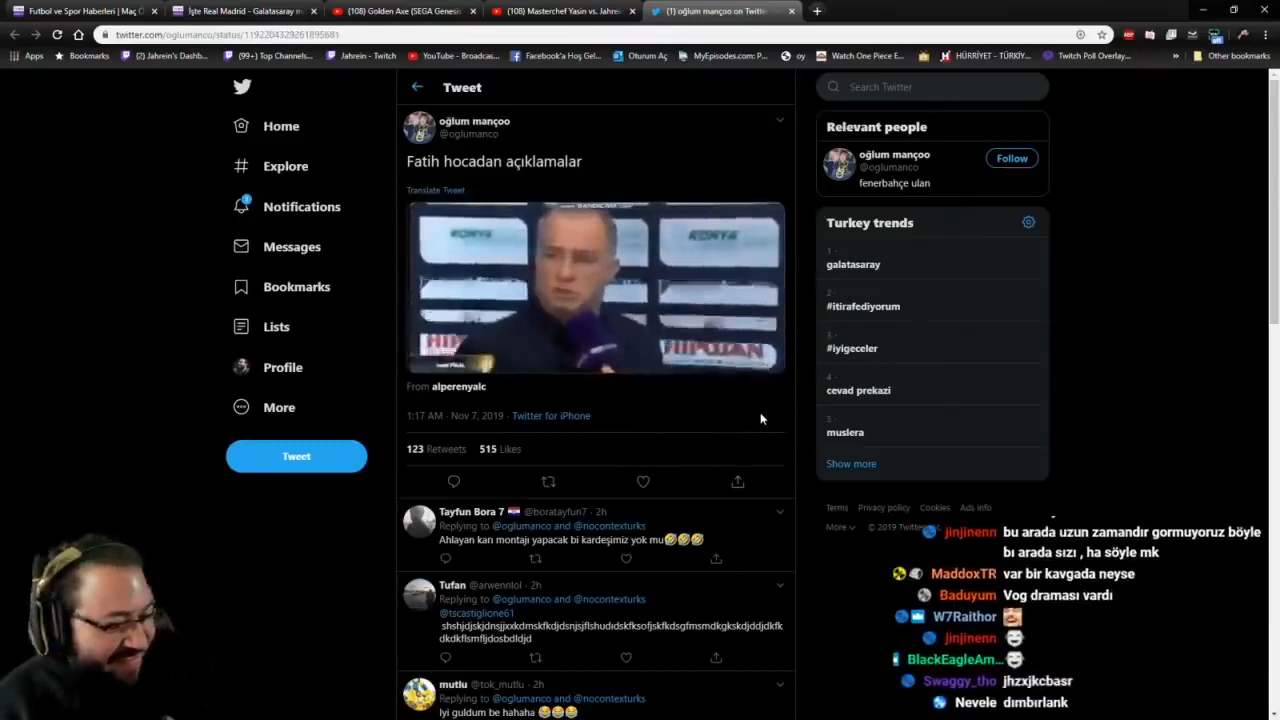 Futbol ve Spor Haberleri | Maç Ö
İşte Real Madrid - Galatasaray m
(108) Golden Axe (SEGA Genesis
(108) Masterchef Yasin vs. Jahre
(1) oğlum mançoo on Twitte
twitter.com/oglumanco/status/1192204329261895681
Apps
Bookmarks
(2) Jahrein's Dashb...
(99+) Top Channels...
Jahrein - Twitch
YouTube - Broadcas...
Facebook'a Hoş Gel...
Oturum Aç
MyEpisodes.com: P...
oy
Watch One Piece E...
HÜRRİYET - TÜRKİY...
Twitch Poll Overlay...
Other bookmarks
Home
Explore
Notifications
Messages
Bookmarks
Lists
Profile
More
Tweet
Tweet
oğlum mançoo
@oglumanco
Fatih hocadan açıklamalar
Translate Tweet
KONYA
KONYA
From alperenyalc
1:17 AM · Nov 7, 2019 · Twitter for iPhone
123 Retweets 515 Likes
Tayfun Bora 7 @boratayfun7 · 2h
Replying to @oglumanco and @nocontexturks
Ahlayan karı montajı yapacak bi kardeşimiz yok mu🤣🤣🤣
Tufan @arwennlol · 2h
Replying to @oglumanco and @nocontexturks
@tscastiglione61
mutlu @tok_mutlu · 2h
Replying to @oglumanco and @nocontexturks
Iyi guldum be hahaha 😂😂😂
Search Twitter
Relevant people
oğlum mançoo
@oglumanco
Follow
fenerbahçe ulan
Turkey trends
1
galatasaray
2
#itirafediyorum
3
#iyigeceler
4
cevad prekazi
5
muslera
Show more
Terms Privacy policy Cookies Ads info
More © 2019 Twitter
jinjinenn bu arada uzun zamandır gormuyoruz böyle
bı arada sızı , ha söyle mk
MaddoxTR var bir kavgada neyse
Baduyum Vog draması vardı
W7Raithor
jinjinenn
BlackEagleAm...
Swaggy_tho jhzxjkcbasr
Nevele dımbırlank